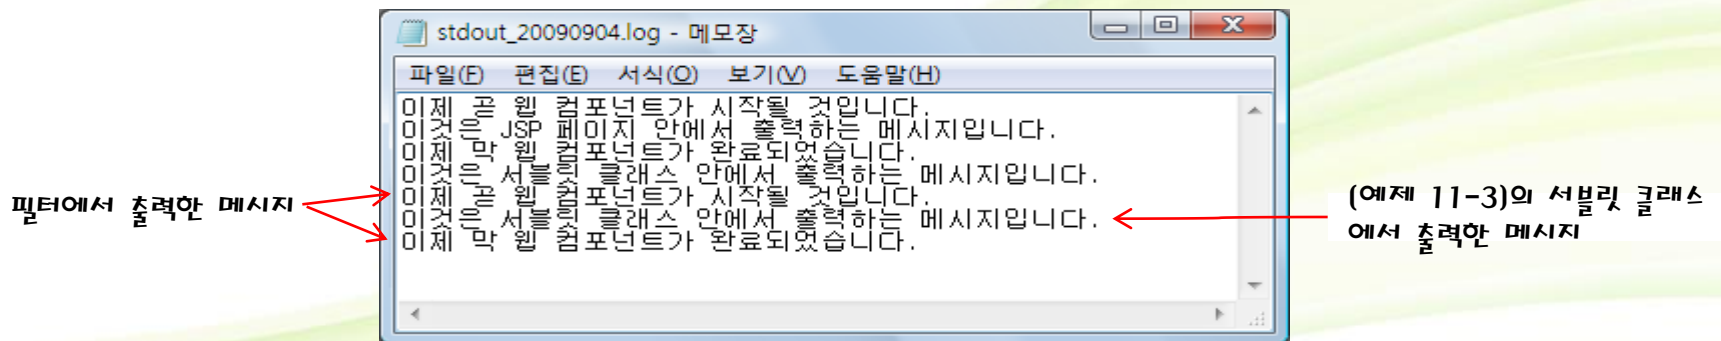 stdout_20090904.log - 메모장
파일(F) 편집(E) 서식(O) 보기(V) 도움말(H)
이제 곧 웹 컴포넌트가 시작될 것입니다.
이것은 JSP 페이지 안에서 출력하는 메시지입니다.
이제 막 웹 컴포넌트가 완료되었습니다.
이것은 서블릿 클래스 안에서 출력하는 메시지입니다.
이제 곧 웹 컴포넌트가 시작될 것입니다.
이것은 서블릿 클래스 안에서 출력하는 메시지입니다.
이제 막 웹 컴포넌트가 완료되었습니다.
필터에서 출력한 메시지
(예제 11-3)의 서블릿 클래스
에서 출력한 메시지